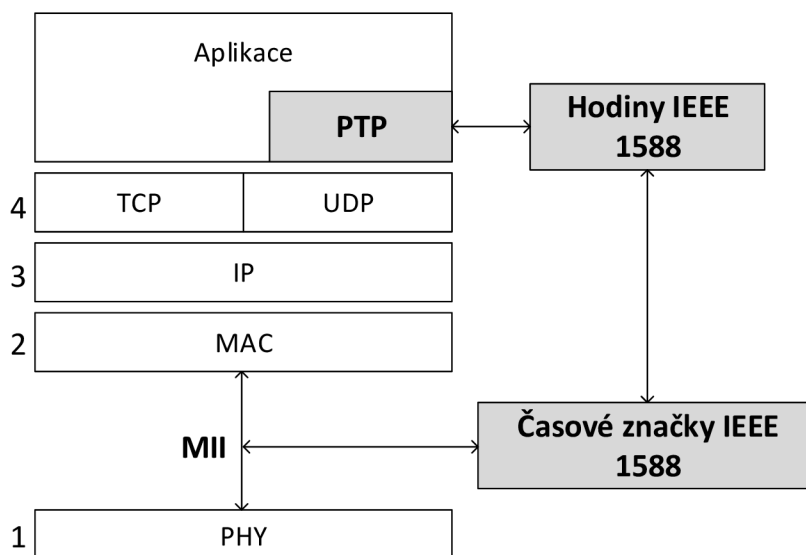 Aplikace
PTP
Hodiny IEEE
1588
4
TCP
UDP
3
IP
2
MAC
MII
Časové značky IEEE
1588
1
PHY